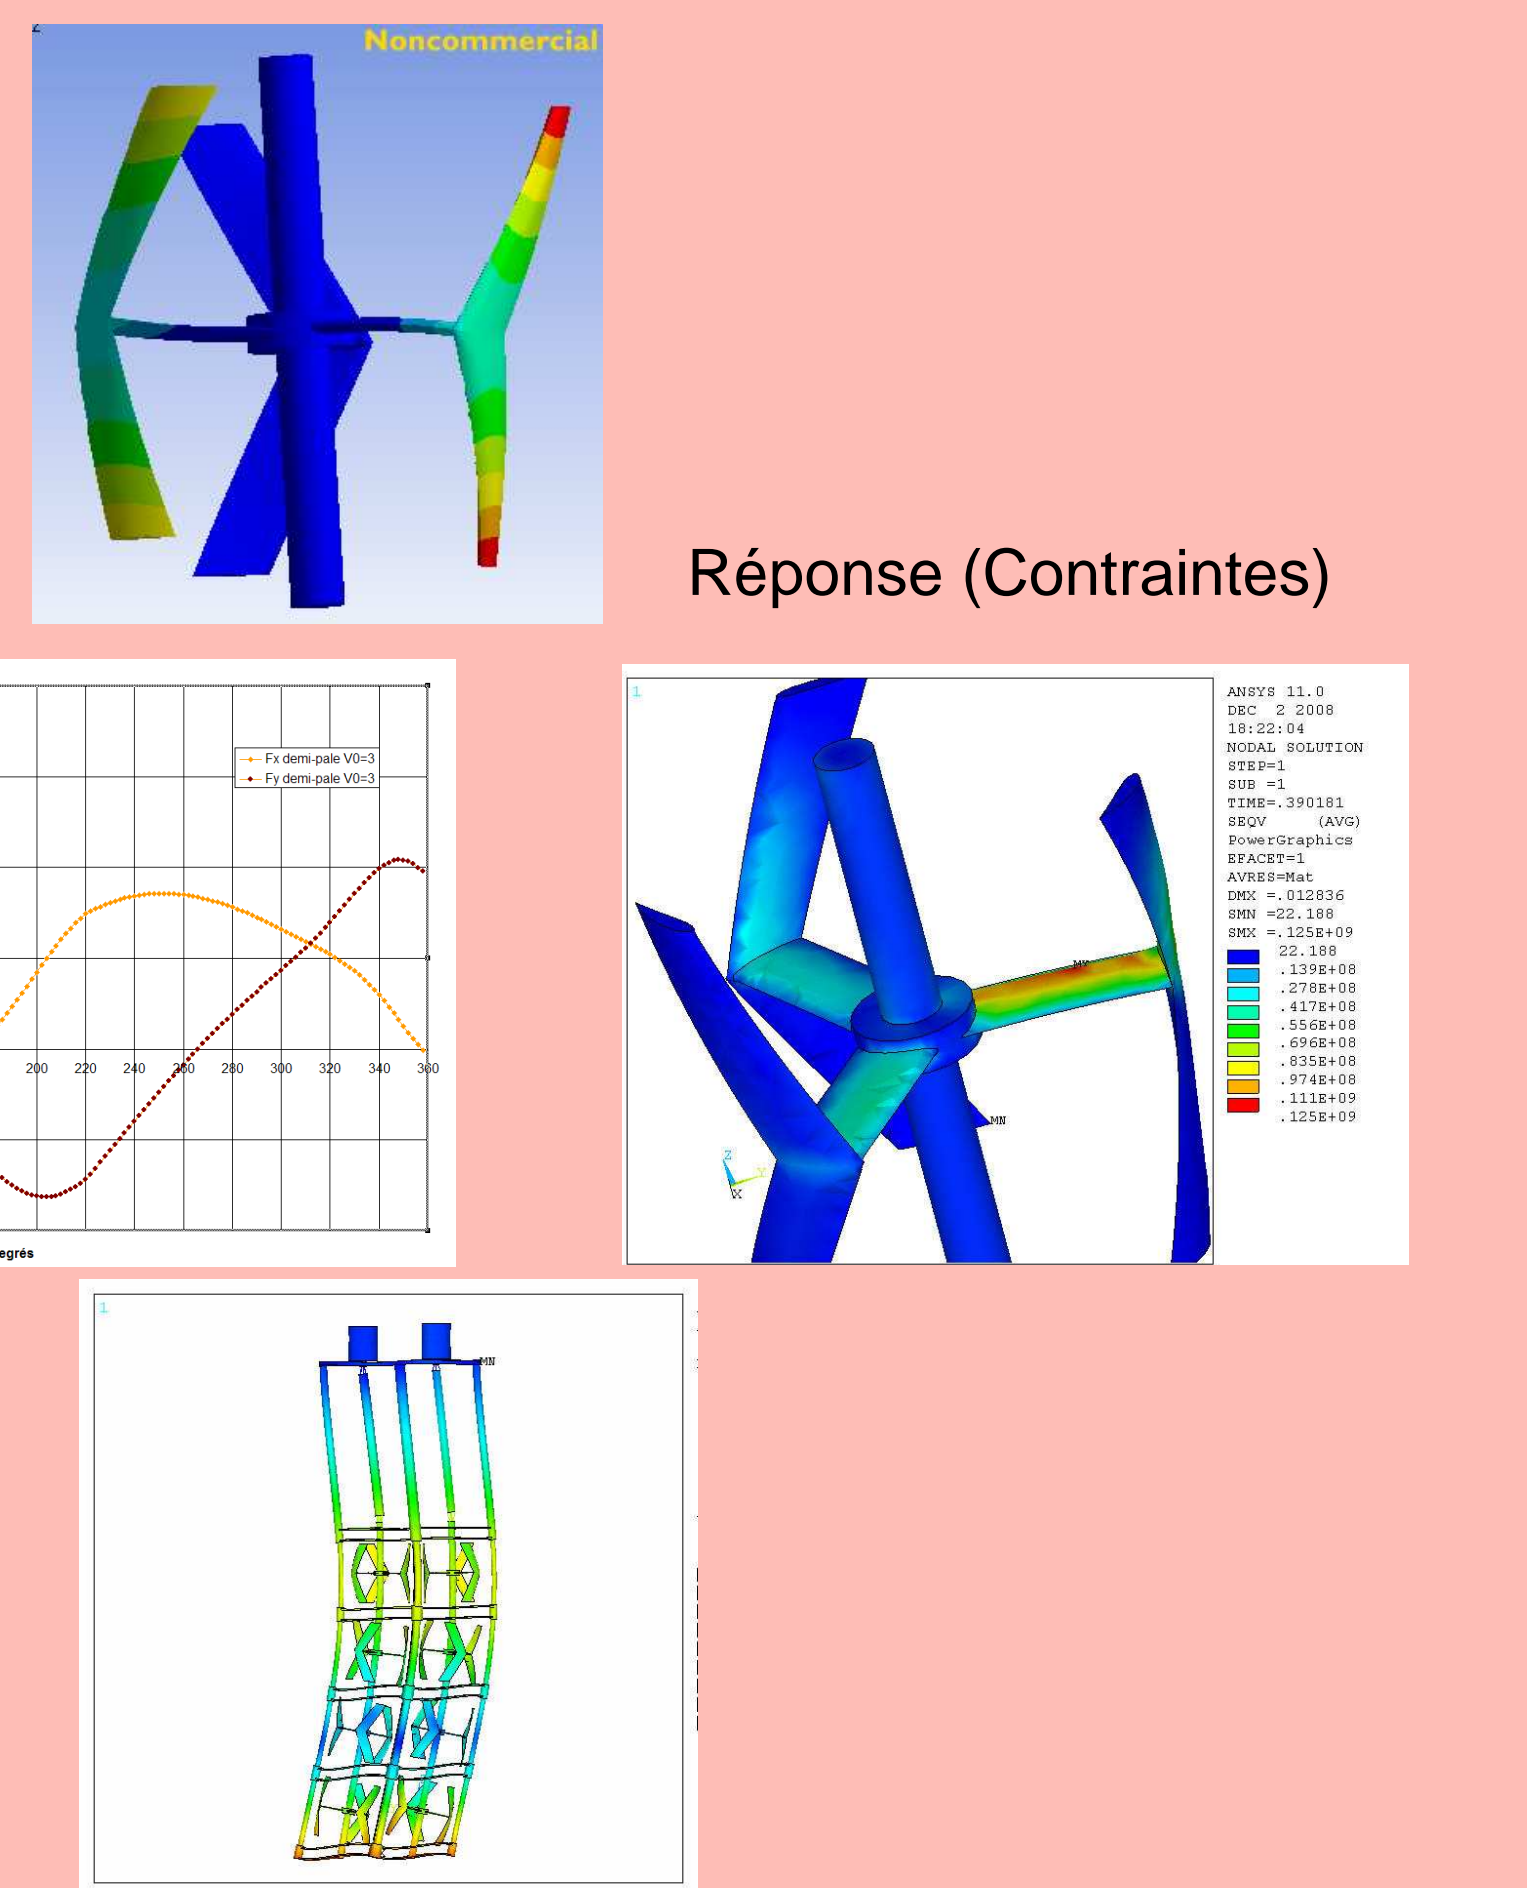 Noncommercial
Réponse (Contraintes)
Fx demi-pale V0=3
Fy demi-pale V0=3
200 220 240 260 280 300 320 340 360
egrés
1
ANSYS 11.0
DEC 2 2008
18:22:04
NODAL SOLUTION
STEP=1
SUB =1
TIME=.390181
SEQV (AVG)
PowerGraphics
EFACET=1
AVRES=Mat
DMX =.012836
SMN =22.188
SMX =.125E+09
22.188
.139E+08
.278E+08
.417E+08
.556E+08
.696E+08
.835E+08
.974E+08
.111E+09
.125E+09
MX
MN
Z
Y
X
1
MN